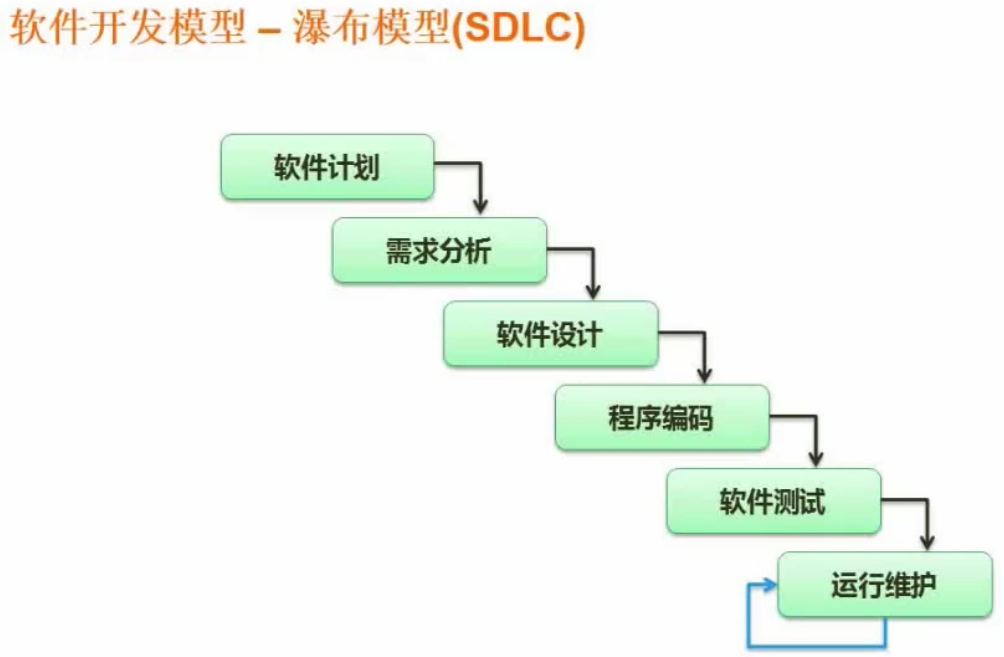 软件开发模型 – 瀑布模型(SDLC)
软件计划
需求分析
软件设计
程序编码
软件测试
运行维护